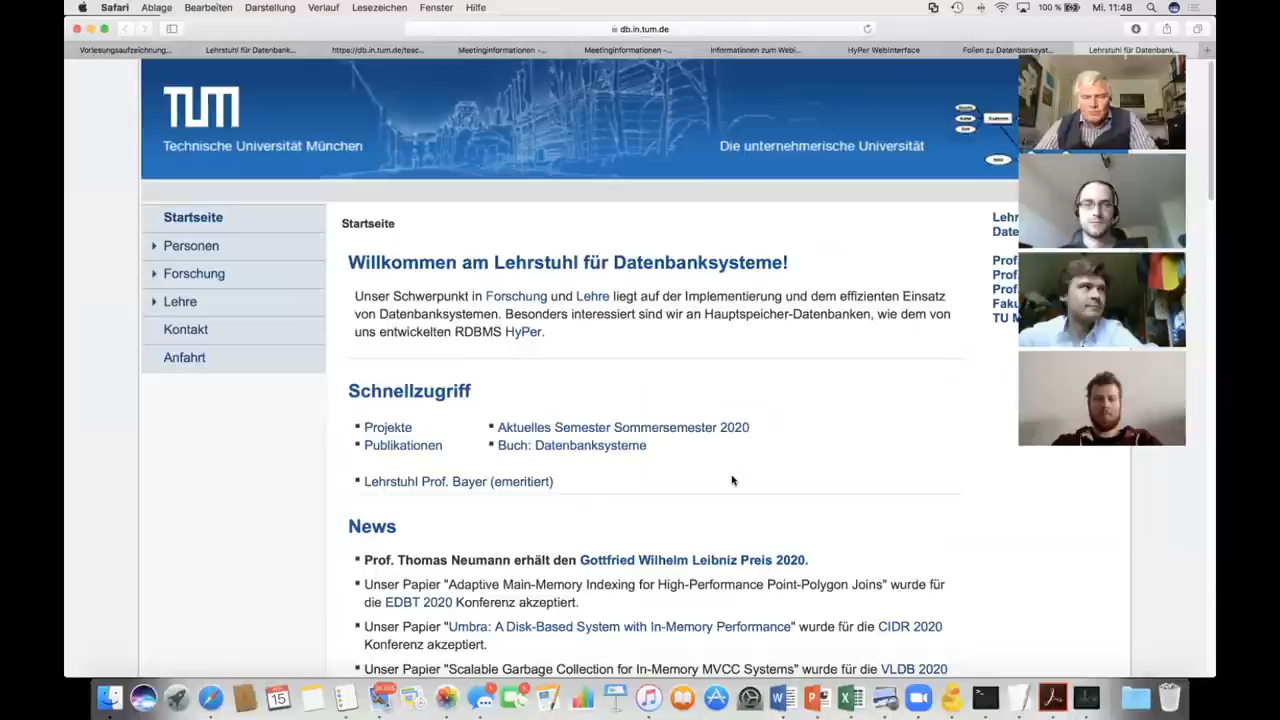 Safari Ablage Bearbeiten Darstellung Verlauf Lesezeichen Fenster Hilfe 100 % Mi. 11:48
db.in.tum.de
Vorlesungsaufzeichnung... Lehrstuhl für Datenbank... https://db.in.tum.de/teac... Meetinginformationen -... Meetinginformationen -... Informationen zum Webi... HyPer WebInterface Folien zu Datenbanksyst... Lehrstuhl für Datenbank...
TUM
Technische Universität München
Die unternehmerische Universität
Startseite
Personen
Forschung
Lehre
Kontakt
Anfahrt
Startseite
Willkommen am Lehrstuhl für Datenbanksysteme!
Unser Schwerpunkt in Forschung und Lehre liegt auf der Implementierung und dem effizienten Einsatz
von Datenbanksystemen. Besonders interessiert sind wir an Hauptspeicher-Datenbanken, wie dem von
uns entwickelten RDBMS HyPer.
Schnellzugriff
Projekte
Publikationen
Aktuelles Semester Sommersemester 2020
Buch: Datenbanksysteme
Lehrstuhl Prof. Bayer (emeritiert)
News
Prof. Thomas Neumann erhält den Gottfried Wilhelm Leibniz Preis 2020.
Unser Papier "Adaptive Main-Memory Indexing for High-Performance Point-Polygon Joins" wurde für
die EDBT 2020 Konferenz akzeptiert.
Unser Papier "Umbra: A Disk-Based System with In-Memory Performance" wurde für die CIDR 2020
Konferenz akzeptiert.
Unser Papier "Scalable Garbage Collection for In-Memory MVCC Systems" wurde für die VLDB 2020
Lehr
Date
Prof.
Prof.
Prof.
Faku
TU M
15